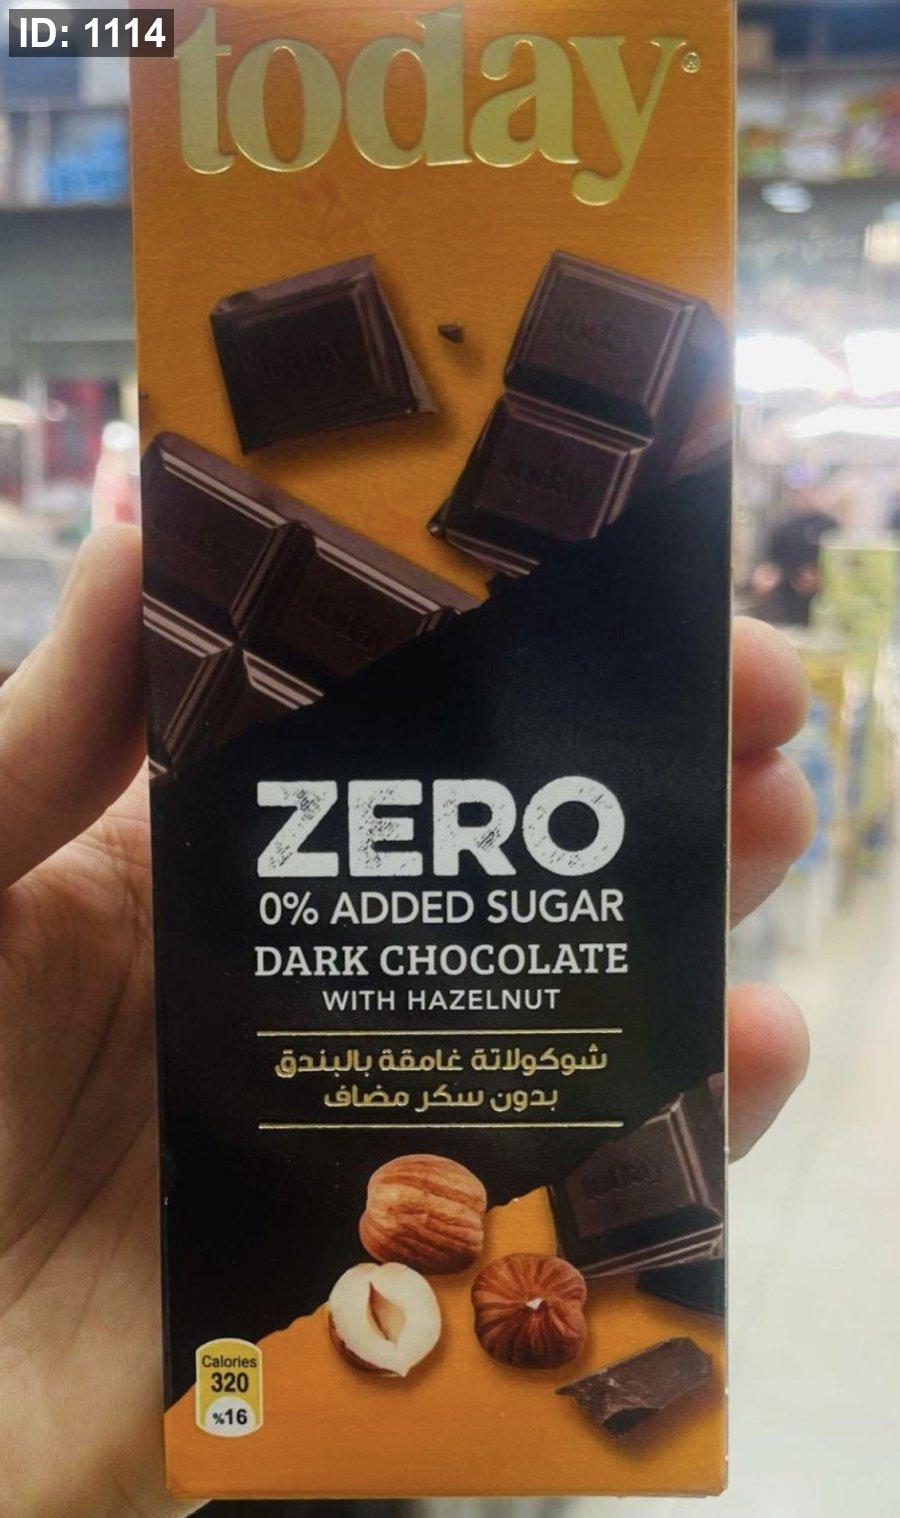 ID: 1114
today®
ZERO
0% ADDED SUGAR
DARK CHOCOLATE
WITH HAZELNUT
شوكولاتة غامقة بالبندق
بدون سكر مضاف
Calories
320
%16